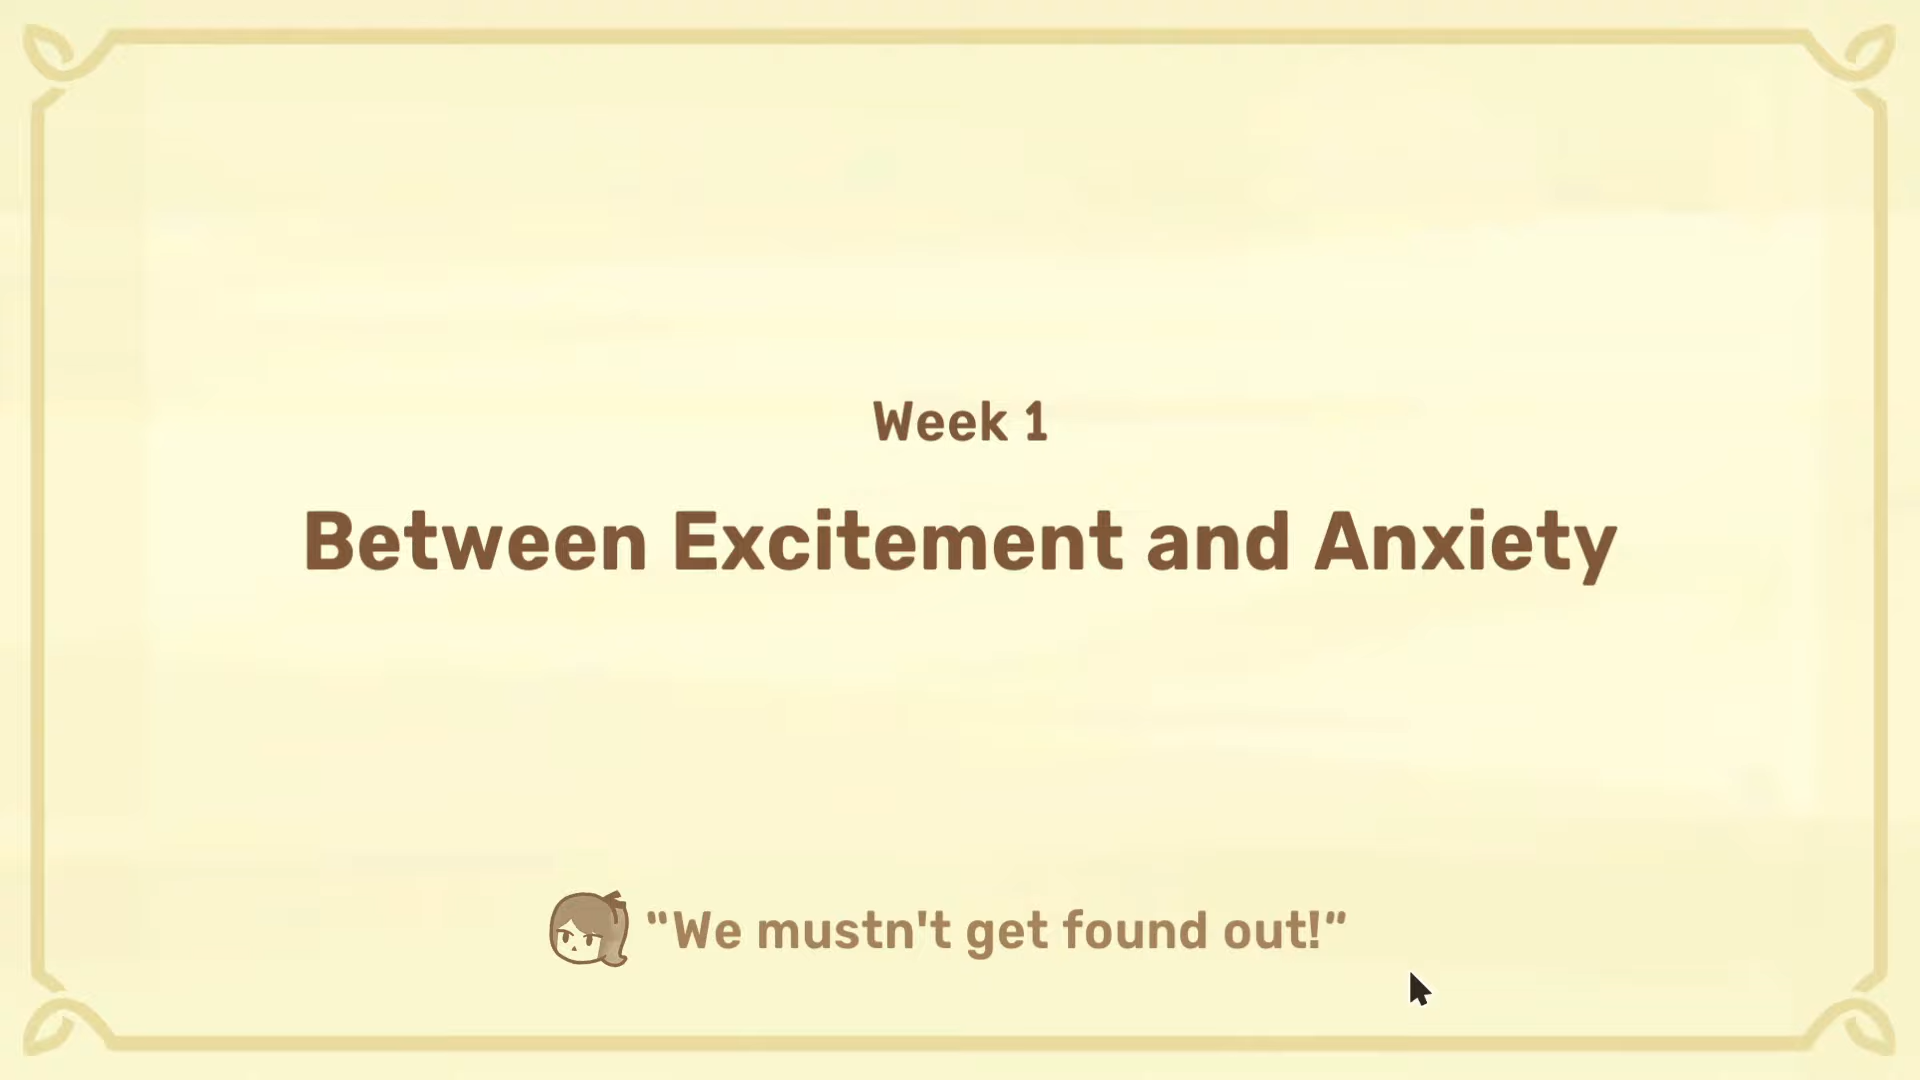 Week 1
Between Excitement and Anxiety
“We mustn't get found out!”